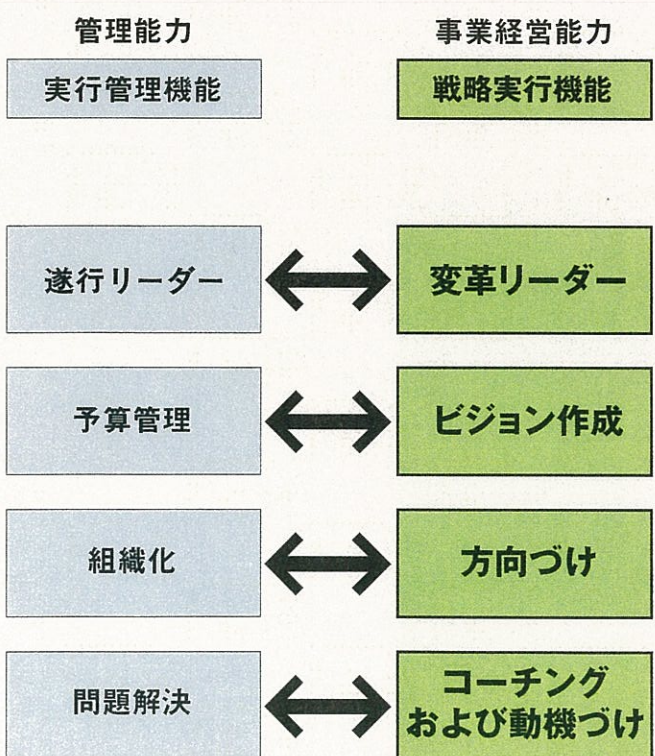 管理能力
事業経営能力
実行管理機能
戦略実行機能
遂行リーダー
変革リーダー
予算管理
ビジョン作成
組織化
方向づけ
問題解決
コーチング
および動機づけ